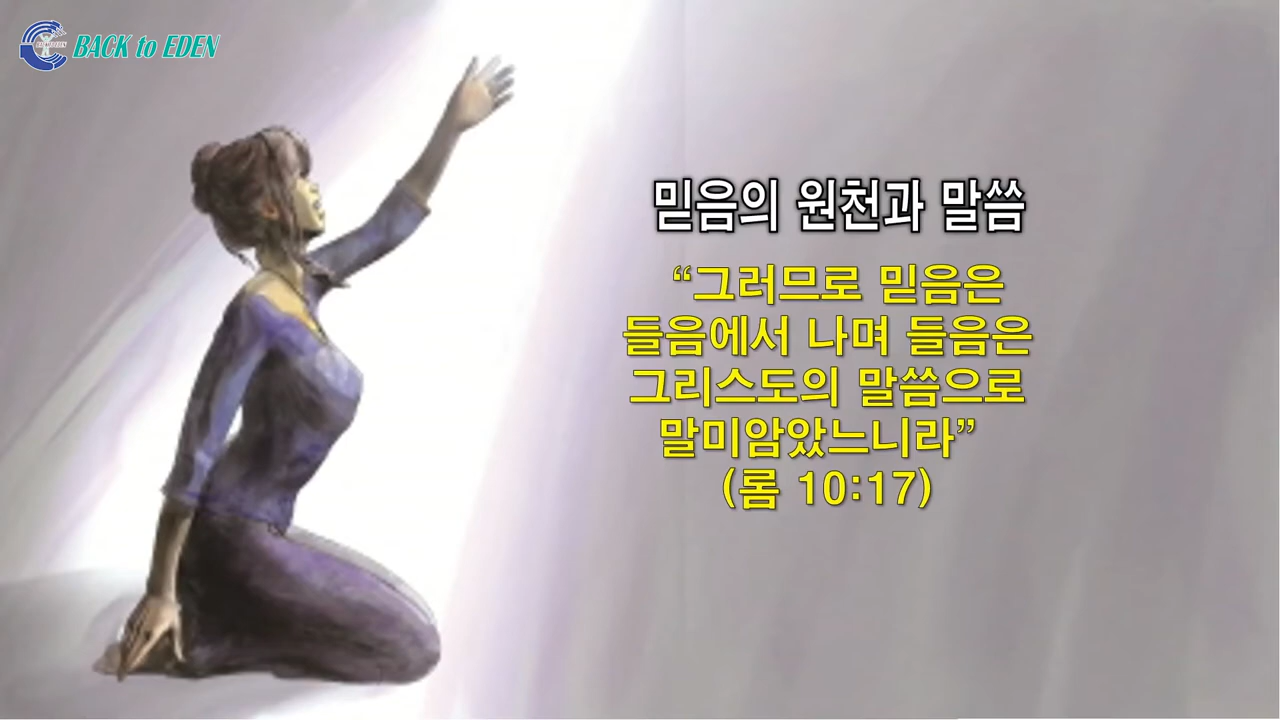 BACK to EDEN
믿음의 원천과 말씀
“그러므로 믿음은
들음에서 나며 들음은
그리스도의 말씀으로
말미암았느니라”
(롬 10:17)